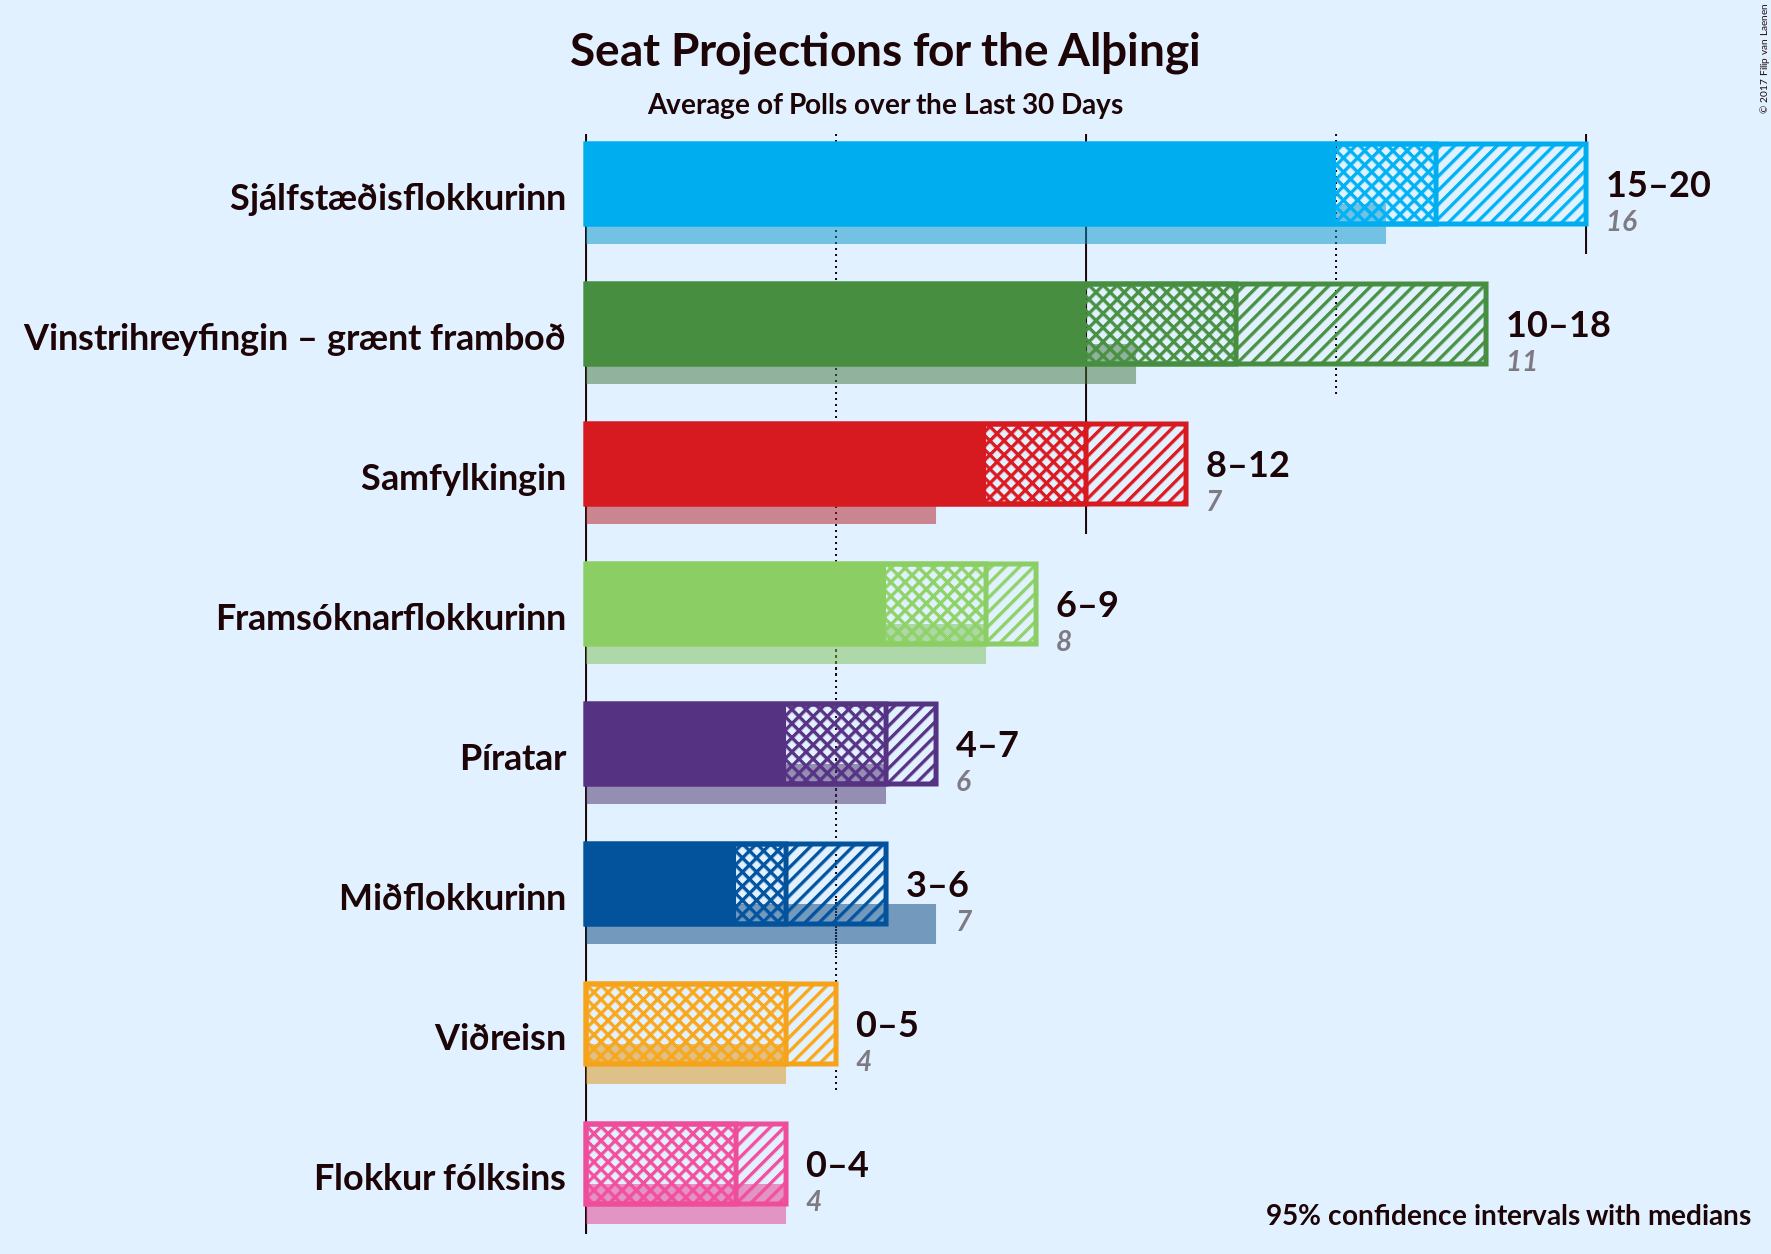 Seat Projections for the Alþingi
Average of Polls over the Last 30 Days
© 2017 Filip van Laenen
Sjálfstæðisflokkurinn
15–20
16
Vinstrihreyfingin – grænt framboð
10–18
11
Samfylkingin
8–12
7
Framsóknarflokkurinn
6–9
8
Píratar
4–7
6
Miðflokkurinn
3–6
7
Viðreisn
0–5
4
Flokkur fólksins
0–4
4
95% confidence intervals with medians